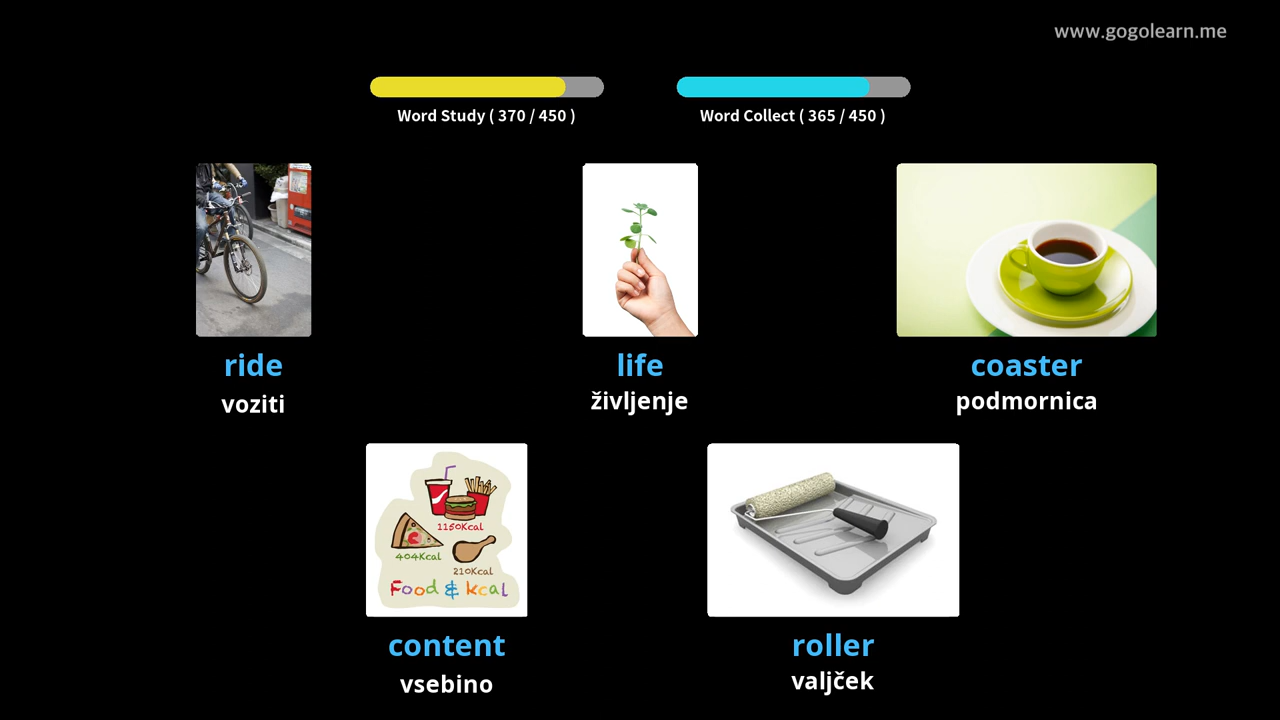 www.gogolearn.me
Word Study ( 370 / 450 )
Word Collect ( 365 / 450 )
ride
voziti
life
življenje
coaster
podmornica
1150Kcal
404Kcal
210Kcal
Food & kcal
content
vsebino
roller
valjček